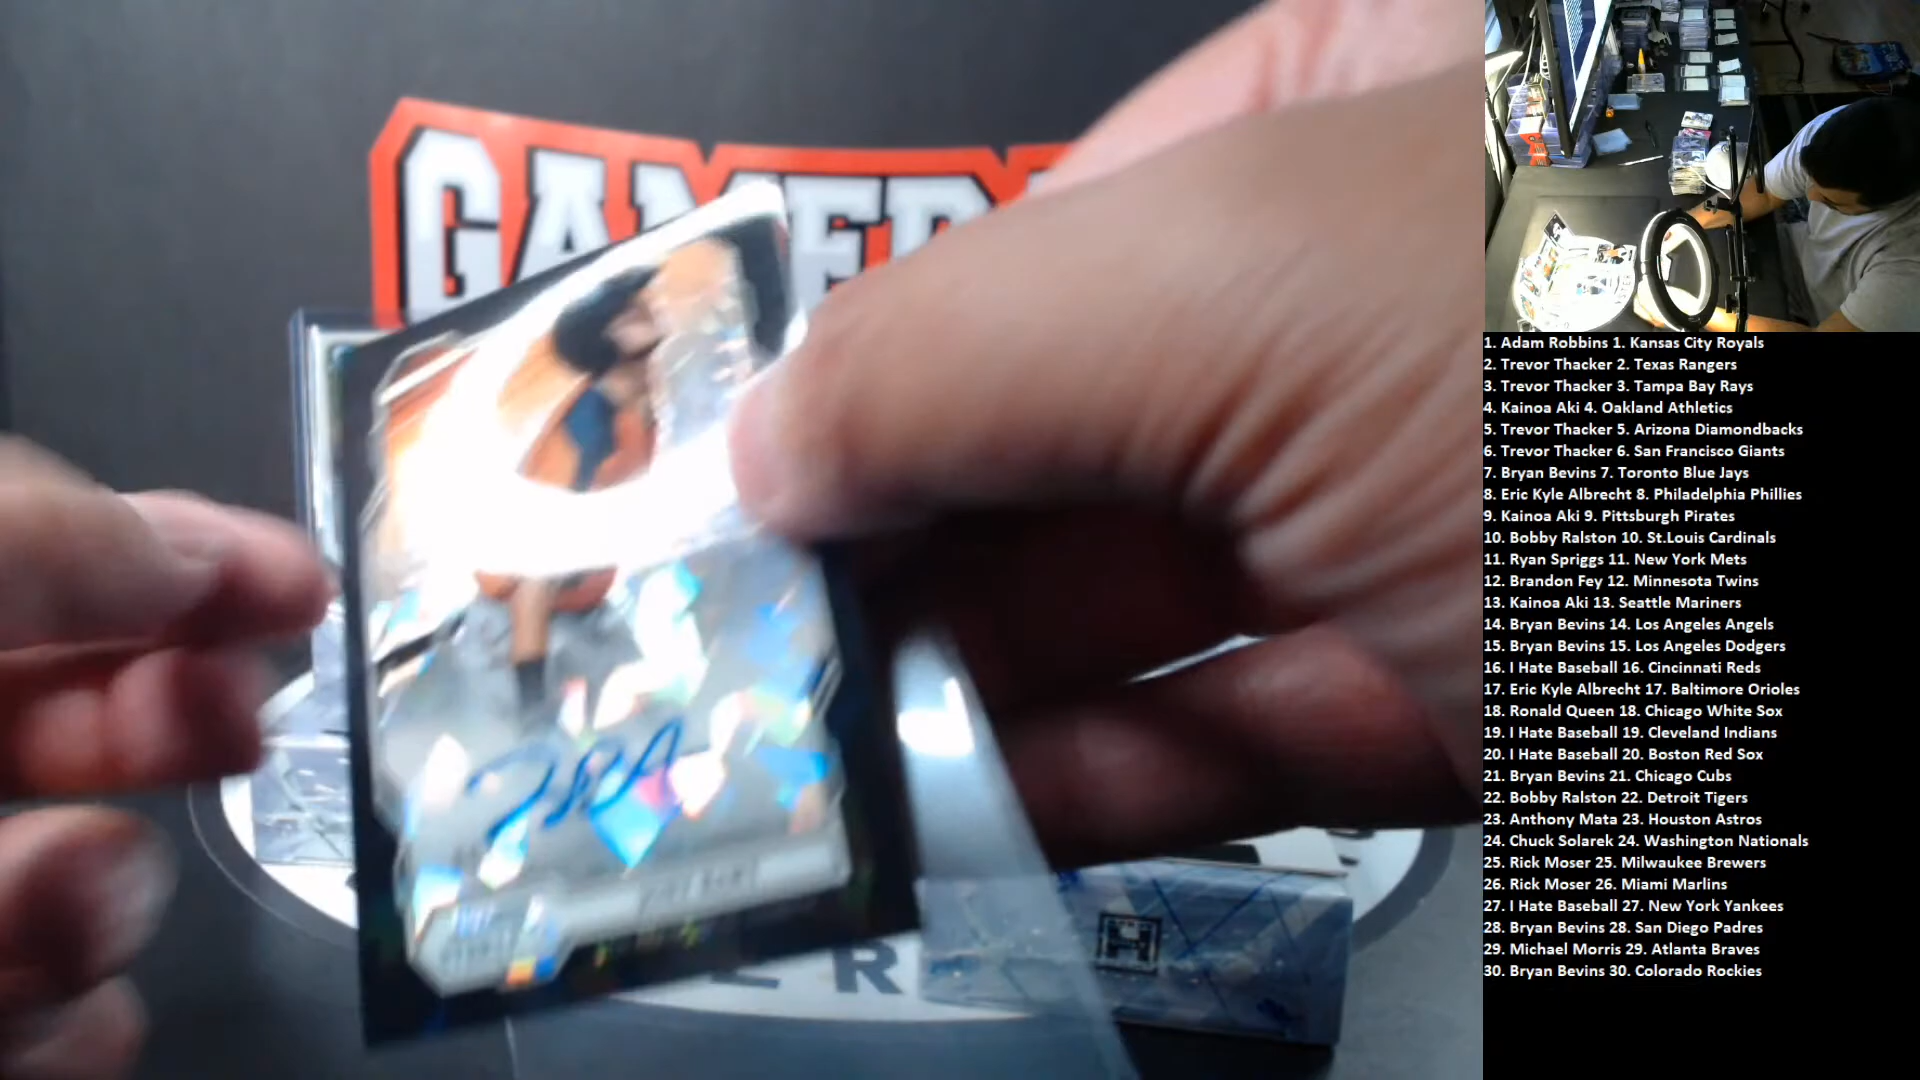 1. Adam Robbins 1. Kansas City Royals
2. Trevor Thacker 2. Texas Rangers
3. Trevor Thacker 3. Tampa Bay Rays
4. Kainoa Aki 4. Oakland Athletics
5. Trevor Thacker 5. Arizona Diamondbacks
6. Trevor Thacker 6. San Francisco Giants
7. Bryan Bevins 7. Toronto Blue Jays
8. Eric Kyle Albrecht 8. Philadelphia Phillies
9. Kainoa Aki 9. Pittsburgh Pirates
10. Bobby Ralston 10. St.Louis Cardinals
11. Ryan Spriggs 11. New York Mets
12. Brandon Fey 12. Minnesota Twins
13. Kainoa Aki 13. Seattle Mariners
14. Bryan Bevins 14. Los Angeles Angels
15. Bryan Bevins 15. Los Angeles Dodgers
16. I Hate Baseball 16. Cincinnati Reds
17. Eric Kyle Albrecht 17. Baltimore Orioles
18. Ronald Queen 18. Chicago White Sox
19. I Hate Baseball 19. Cleveland Indians
20. I Hate Baseball 20. Boston Red Sox
21. Bryan Bevins 21. Chicago Cubs
22. Bobby Ralston 22. Detroit Tigers
23. Anthony Mata 23. Houston Astros
24. Chuck Solarek 24. Washington Nationals
25. Rick Moser 25. Milwaukee Brewers
26. Rick Moser 26. Miami Marlins
27. I Hate Baseball 27. New York Yankees
28. Bryan Bevins 28. San Diego Padres
29. Michael Morris 29. Atlanta Braves
30. Bryan Bevins 30. Colorado Rockies